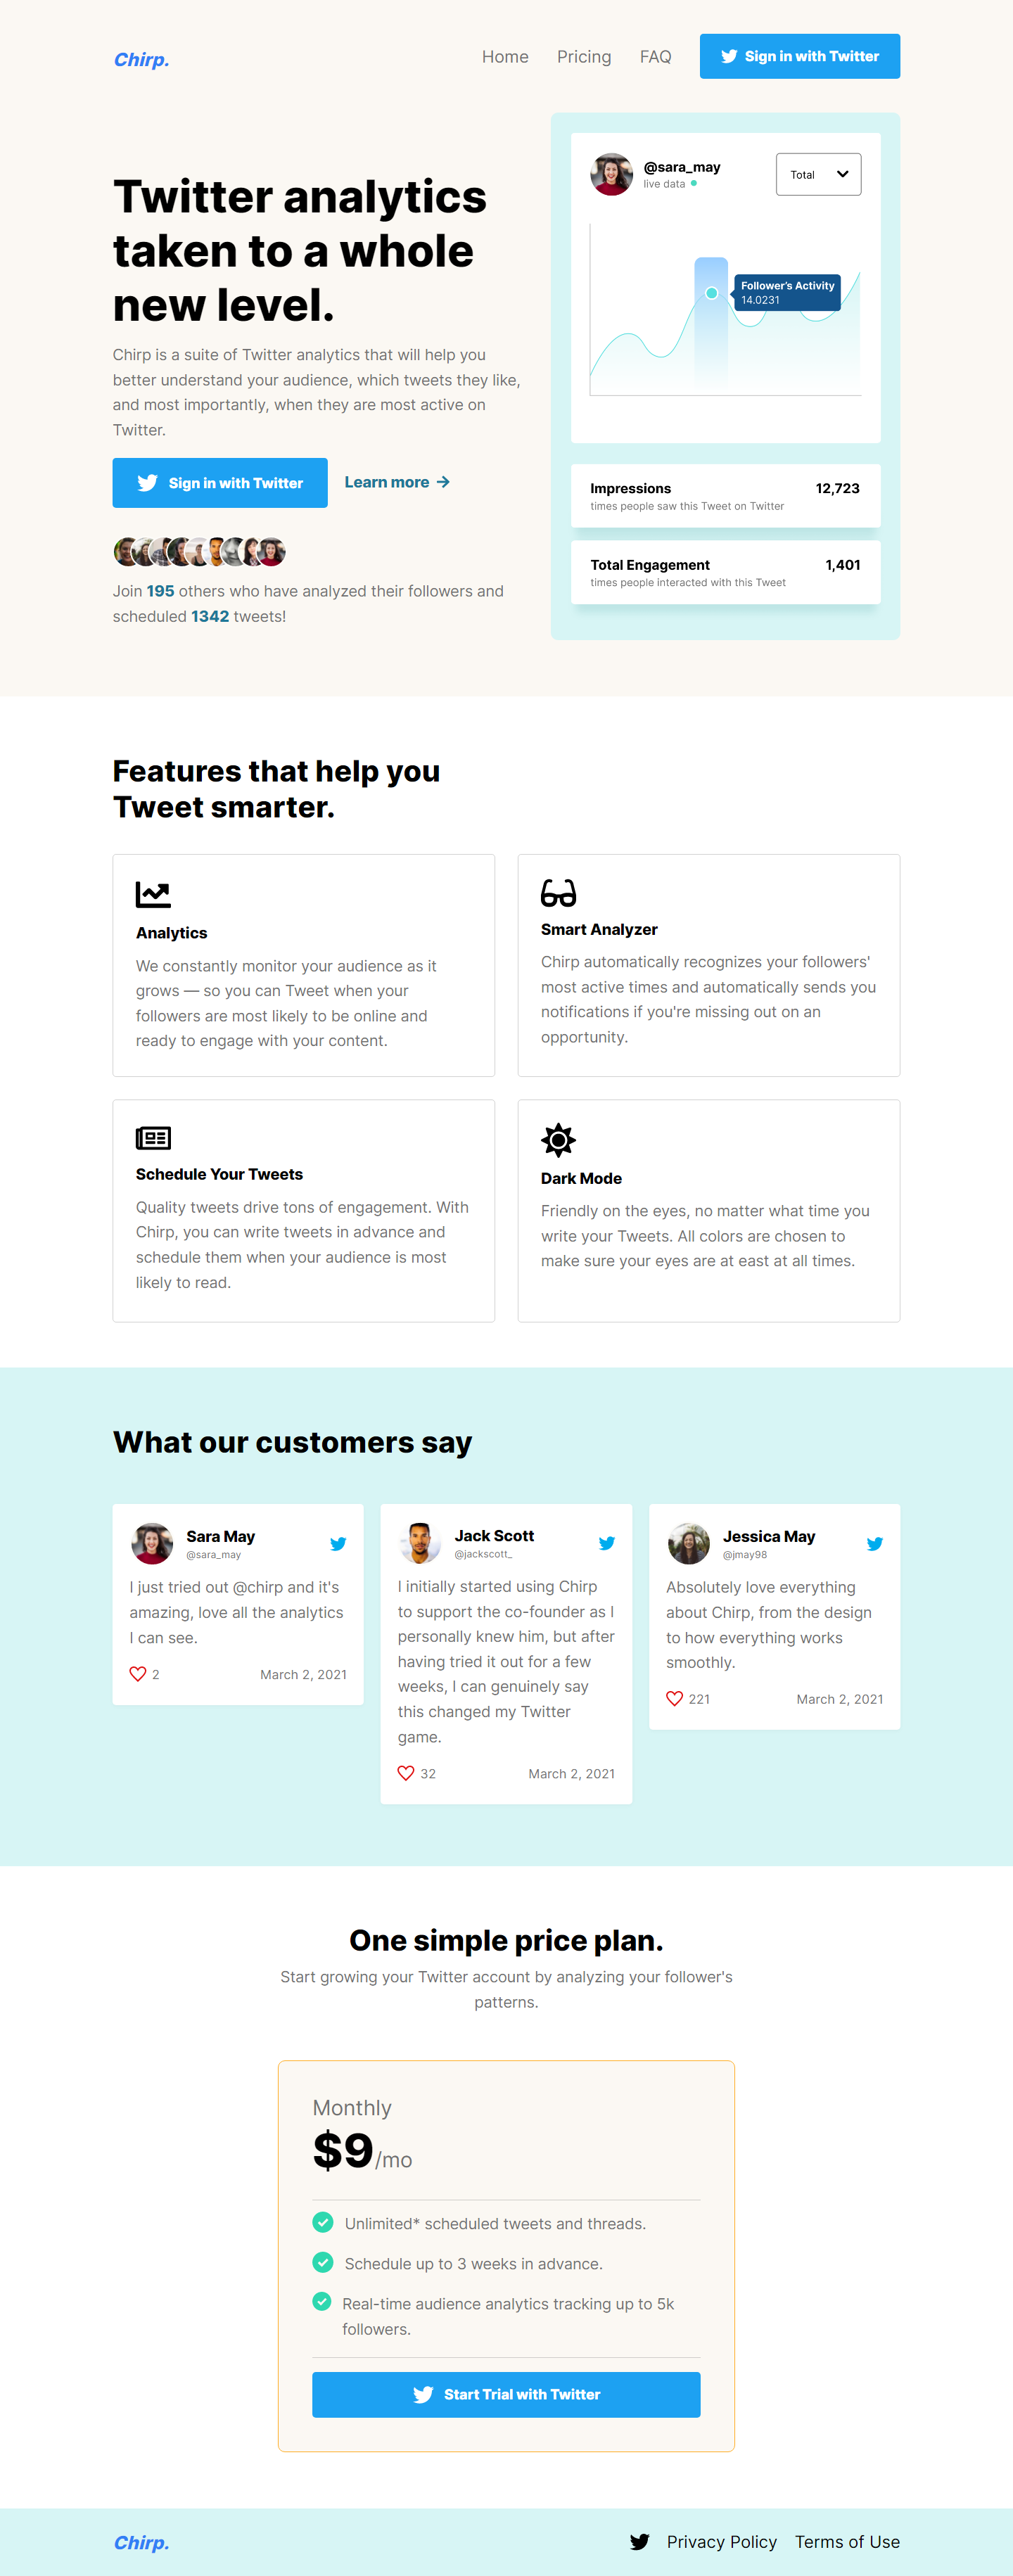 Chirp.
Home Pricing FAQ Sign in with Twitter
Twitter analytics
taken to a whole
new level.
Chirp is a suite of Twitter analytics that will help you
better understand your audience, which tweets they like,
and most importantly, when they are most active on
Twitter.
Sign in with Twitter Learn more →
Join 195 others who have analyzed their followers and
scheduled 1342 tweets!
@sara_may
live data
Total
Follower's Activity
14.0231
Impressions 12,723
times people saw this Tweet on Twitter
Total Engagement 1,401
times people interacted with this Tweet
Features that help you
Tweet smarter.
Analytics
We constantly monitor your audience as it
grows — so you can Tweet when your
followers are most likely to be online and
ready to engage with your content.
Smart Analyzer
Chirp automatically recognizes your followers'
most active times and automatically sends you
notifications if you're missing out on an
opportunity.
Schedule Your Tweets
Quality tweets drive tons of engagement. With
Chirp, you can write tweets in advance and
schedule them when your audience is most
likely to read.
Dark Mode
Friendly on the eyes, no matter what time you
write your Tweets. All colors are chosen to
make sure your eyes are at east at all times.
What our customers say
Sara May
@sara_may
I just tried out @chirp and it's
amazing, love all the analytics
I can see.
2 March 2, 2021
Jack Scott
@jackscott_
I initially started using Chirp
to support the co-founder as I
personally knew him, but after
having tried it out for a few
weeks, I can genuinely say
this changed my Twitter
game.
32 March 2, 2021
Jessica May
@jmay98
Absolutely love everything
about Chirp, from the design
to how everything works
smoothly.
221 March 2, 2021
One simple price plan.
Start growing your Twitter account by analyzing your follower's
patterns.
Monthly
$9/mo
Unlimited* scheduled tweets and threads.
Schedule up to 3 weeks in advance.
Real-time audience analytics tracking up to 5k
followers.
Start Trial with Twitter
Chirp.
Privacy Policy Terms of Use